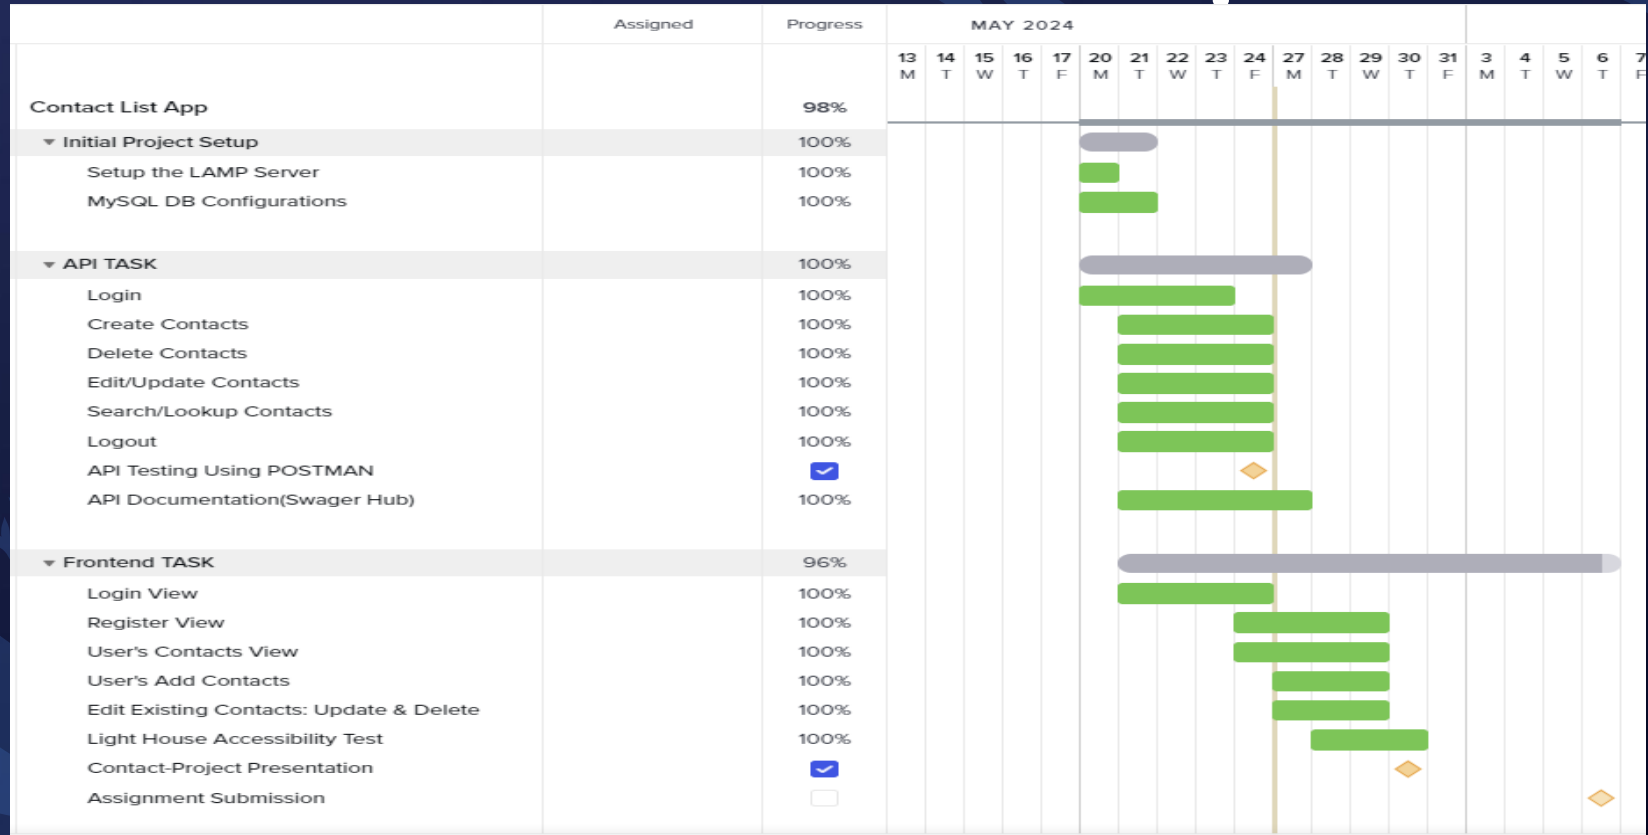 Assigned Progress MAY 2024
13 14 15 16 17 20 21 22 23 24 27 28 29 30 31 3 4 5 6 7
M T W T F M T W T F M T W T F M T W T F
Contact List App 98%
Initial Project Setup 100%
Setup the LAMP Server 100%
MySQL DB Configurations 100%
API TASK 100%
Login 100%
Create Contacts 100%
Delete Contacts 100%
Edit/Update Contacts 100%
Search/Lookup Contacts 100%
Logout 100%
API Testing Using POSTMAN
API Documentation(Swager Hub) 100%
Frontend TASK 96%
Login View 100%
Register View 100%
User's Contacts View 100%
User's Add Contacts 100%
Edit Existing Contacts: Update & Delete 100%
Light House Accessibility Test 100%
Contact-Project Presentation
Assignment Submission